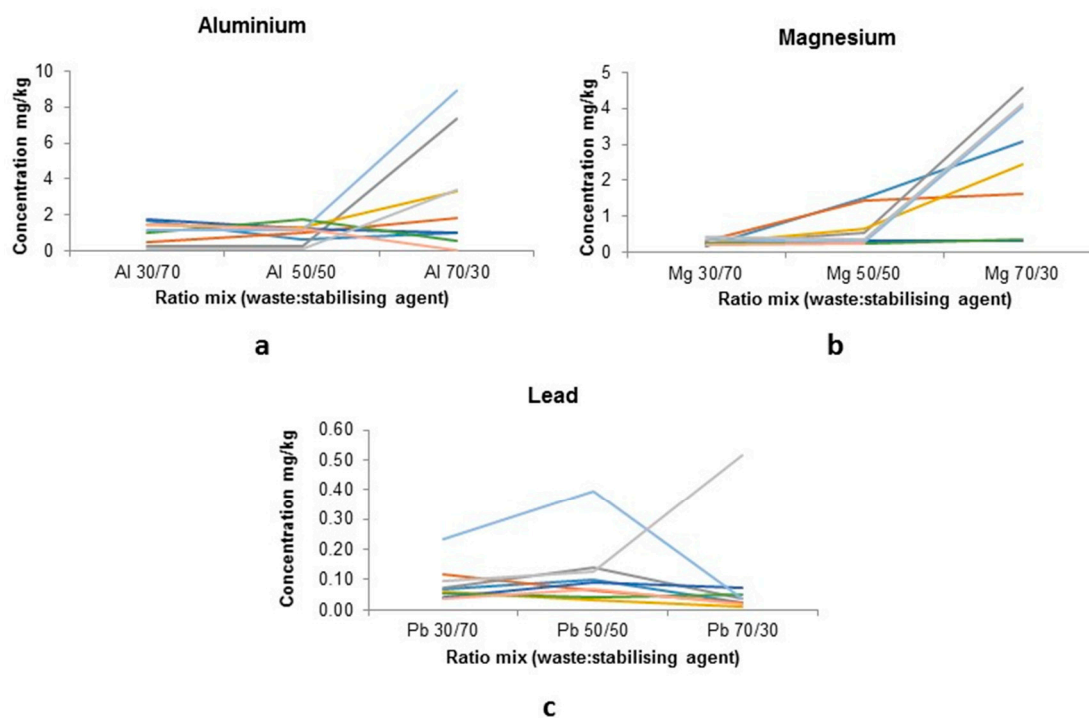 Aluminium
Concentration mg/kg
10
8
6
4
2
0
Al 30/70 Al 50/50 Al 70/30
Ratio mix (waste:stabilising agent)
a
Magnesium
Concentration mg/kg
5
4
3
2
1
0
Mg 30/70 Mg 50/50 Mg 70/30
Ratio mix (waste:stabilising agent)
b
Lead
Concentration mg/kg
0.60
0.50
0.40
0.30
0.20
0.10
0.00
Pb 30/70 Pb 50/50 Pb 70/30
Ratio mix (waste:stabilising agent)
c